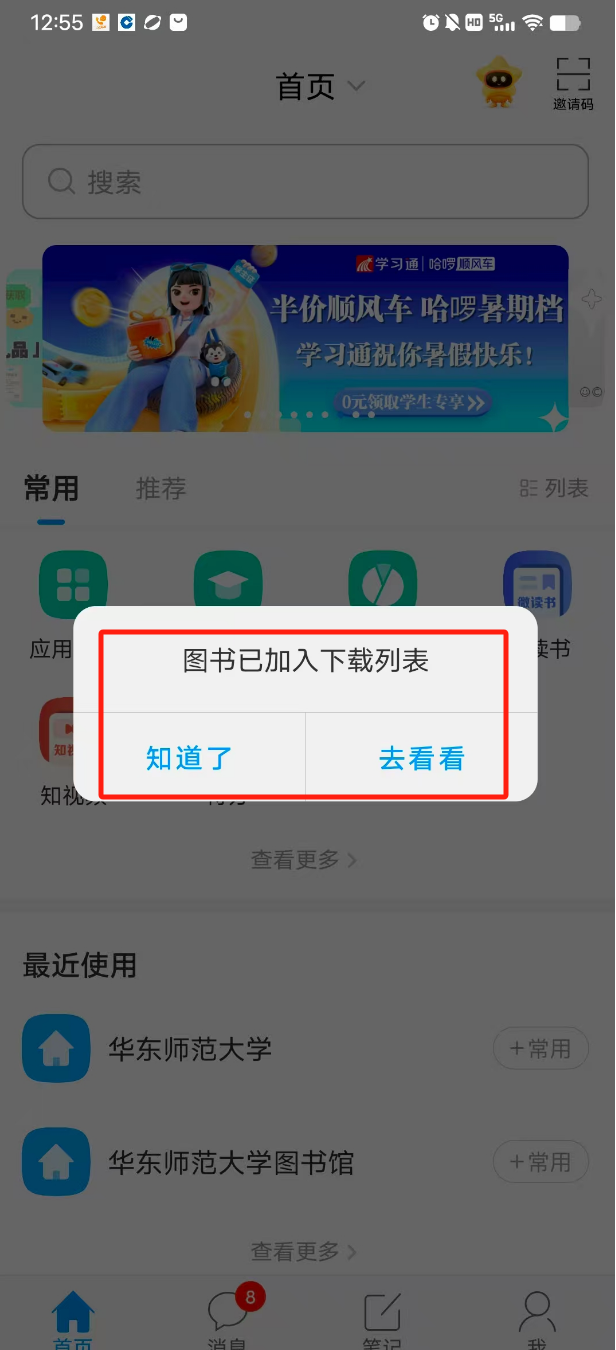 12:55
HD 5G
首页
邀请码
搜索
学习通 哈啰顺风车
半价顺风车 哈啰暑期档
学习通祝你暑假快乐!
0元领取学生专享
常用
推荐
列表
微读书
应用
读书
图书已加入下载列表
知道了
去看看
知视频
查看更多
最近使用
华东师范大学
+常用
华东师范大学图书馆
+常用
查看更多
8
首页
消息
笔记
我